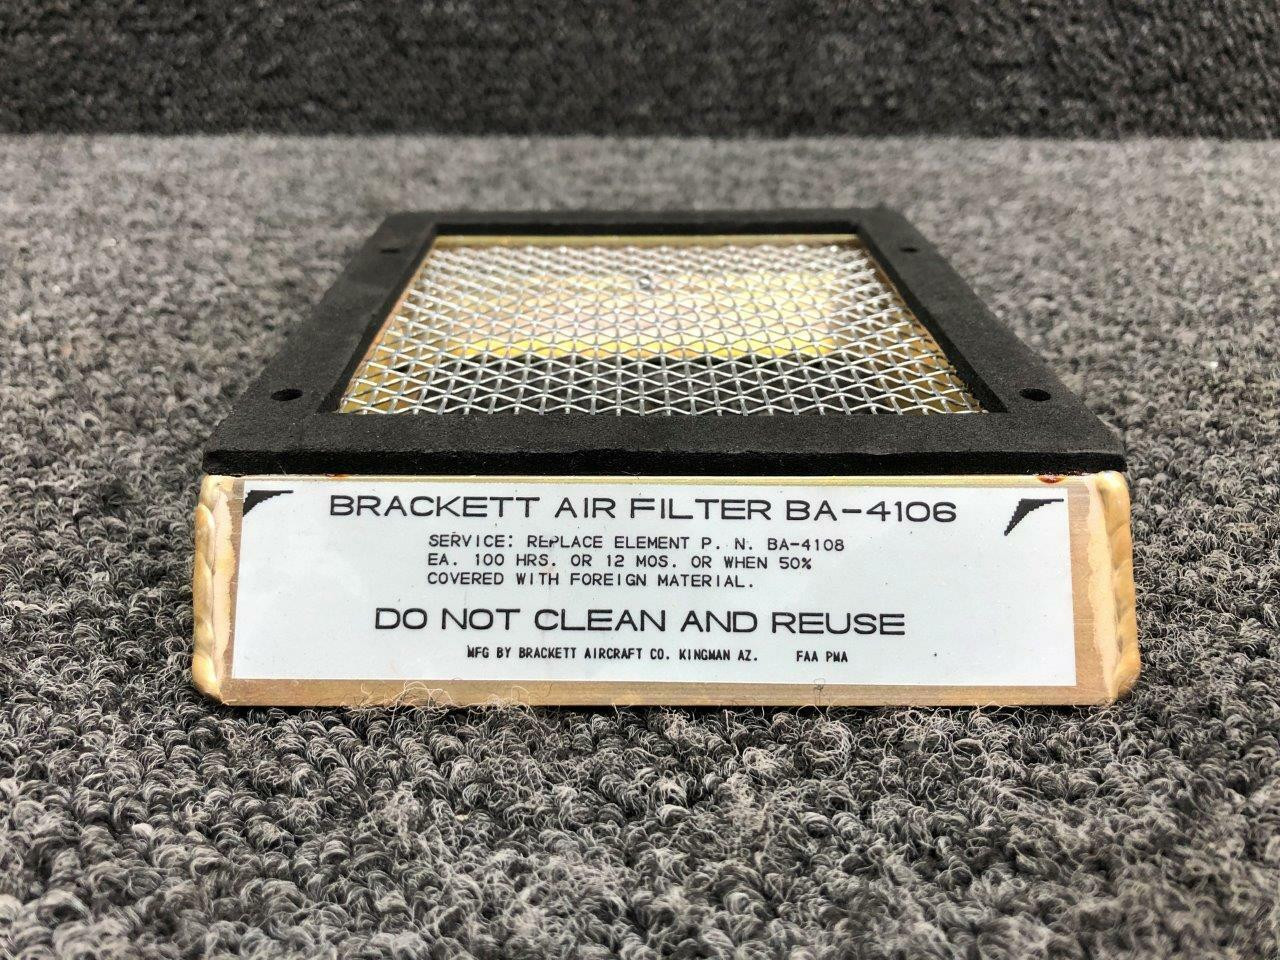 BRACKETT AIR FILTER BA-4106
SERVICE: REPLACE ELEMENT P. N. BA-4108
EA. 100 HRS. OR 12 MOS. OR WHEN 50%
COVERED WITH FOREIGN MATERIAL.
DO NOT CLEAN AND REUSE
MFG BY BRACKETT AIRCRAFT CO. KINGMAN AZ. FAA PMA